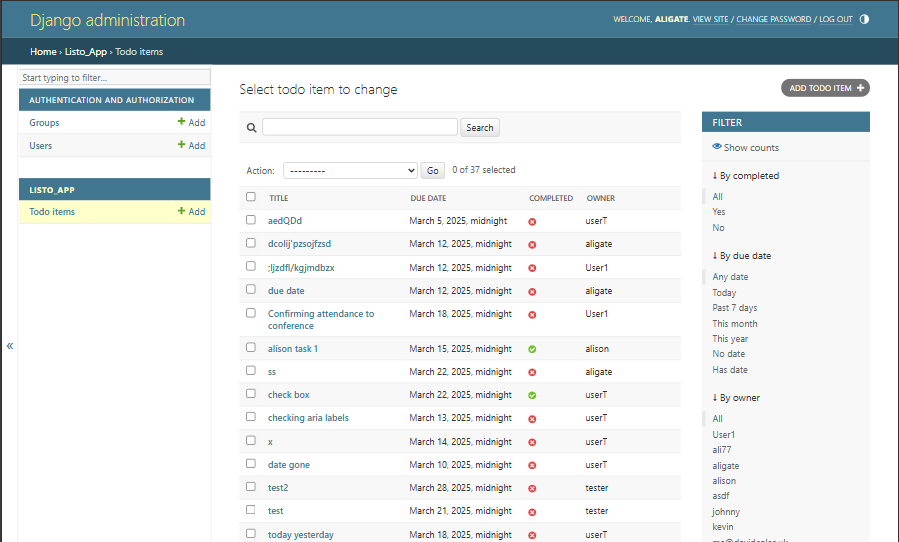 Django administration
WELCOME, ALIGATE. VIEW SITE / CHANGE PASSWORD / LOG OUT
Home › Listo_App › Todo items
Start typing to filter...
AUTHENTICATION AND AUTHORIZATION
Groups + Add
Users + Add
LISTO_APP
Todo items + Add
«
Select todo item to change
ADD TODO ITEM +
Search
Action: --------- Go 0 of 37 selected
TITLE DUE DATE COMPLETED OWNER
aedQDd March 5, 2025, midnight userT
dcolij`pzsojfzsd March 12, 2025, midnight aligate
;ljzdfl/kgjmdbzx March 12, 2025, midnight User1
due date March 12, 2025, midnight aligate
Confirming attendance to March 18, 2025, midnight User1
conference
alison task 1 March 15, 2025, midnight alison
ss March 22, 2025, midnight aligate
check box March 22, 2025, midnight userT
checking aria labels March 13, 2025, midnight userT
x March 14, 2025, midnight userT
date gone March 10, 2025, midnight userT
test2 March 28, 2025, midnight tester
test March 21, 2025, midnight tester
today yesterday March 18, 2025, midnight userT
FILTER
Show counts
↓ By completed
All
Yes
No
↓ By due date
Any date
Today
Past 7 days
This month
This year
No date
Has date
↓ By owner
All
User1
ali77
aligate
alison
asdf
johnny
kevin